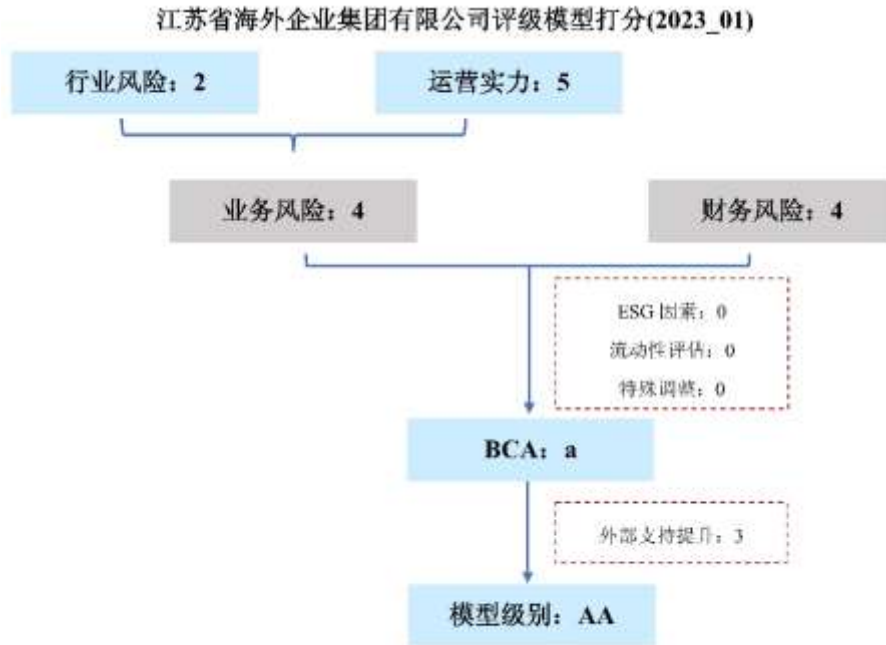 江苏省海外企业集团有限公司评级模型打分(2023_01)
行业风险：2
运营实力：5
业务风险：4
财务风险：4
ESG 因素：0
流动性评估：0
特殊调整：0
BCA：a
外部支持提升：3
模型级别：AA